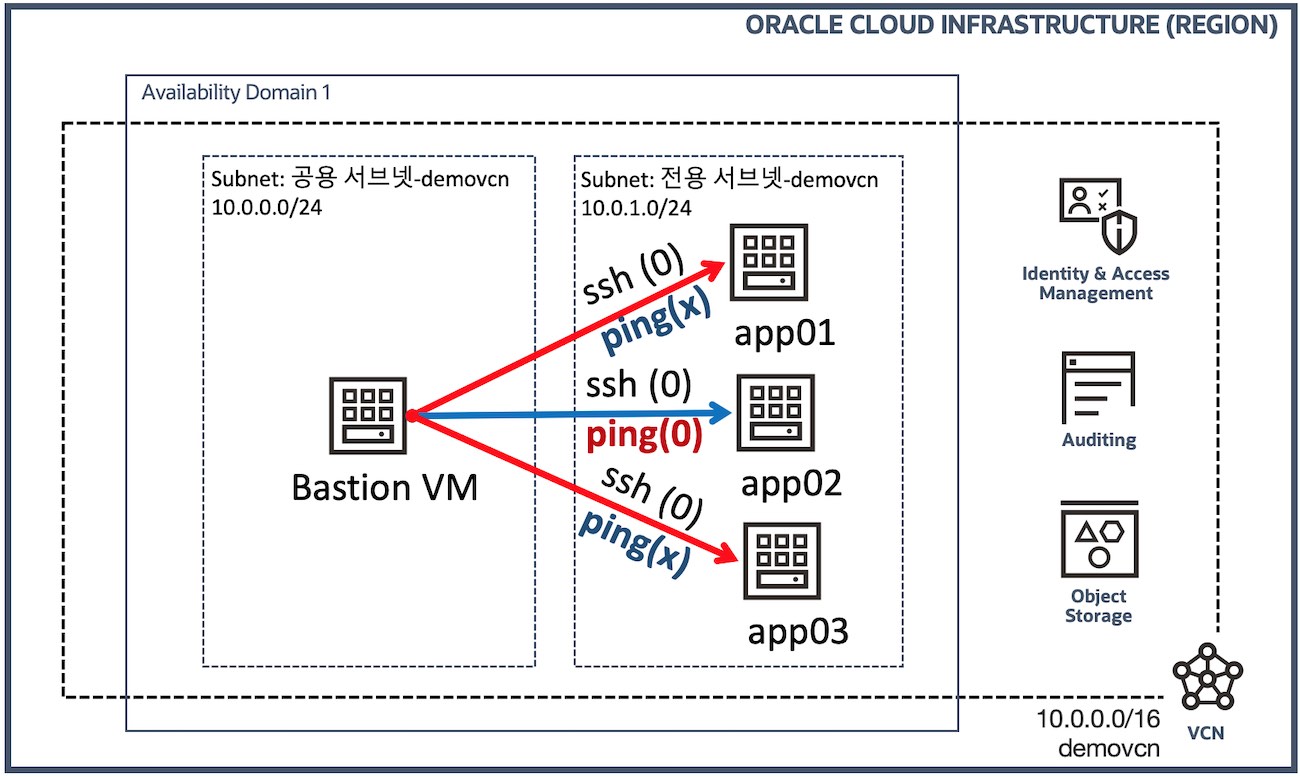 ORACLE CLOUD INFRASTRUCTURE (REGION)
Availability Domain 1
Subnet: 공용 서브넷-demovcn
10.0.0.0/24
Subnet: 전용 서브넷-demovcn
10.0.1.0/24
ssh (0)
ping(x)
app01
ssh (0)
ping(0)
app02
ssh (0)
ping(x)
app03
Bastion VM
Identity & Access
Management
Auditing
Object
Storage
10.0.0.0/16
demovcn
VCN